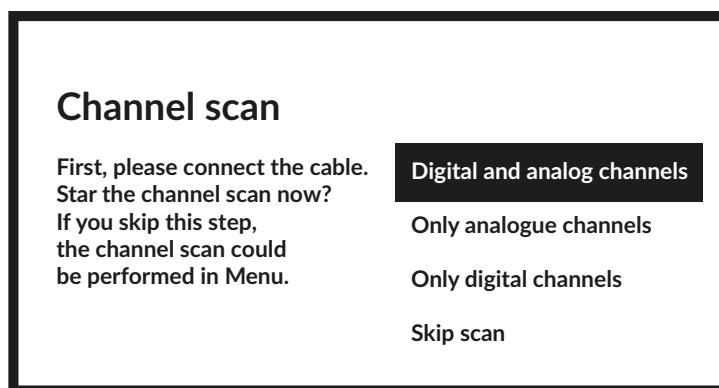 Channel scan
First, please connect the cable.
Star the channel scan now?
If you skip this step,
the channel scan could
be performed in Menu.
Digital and analog channels
Only analogue channels
Only digital channels
Skip scan